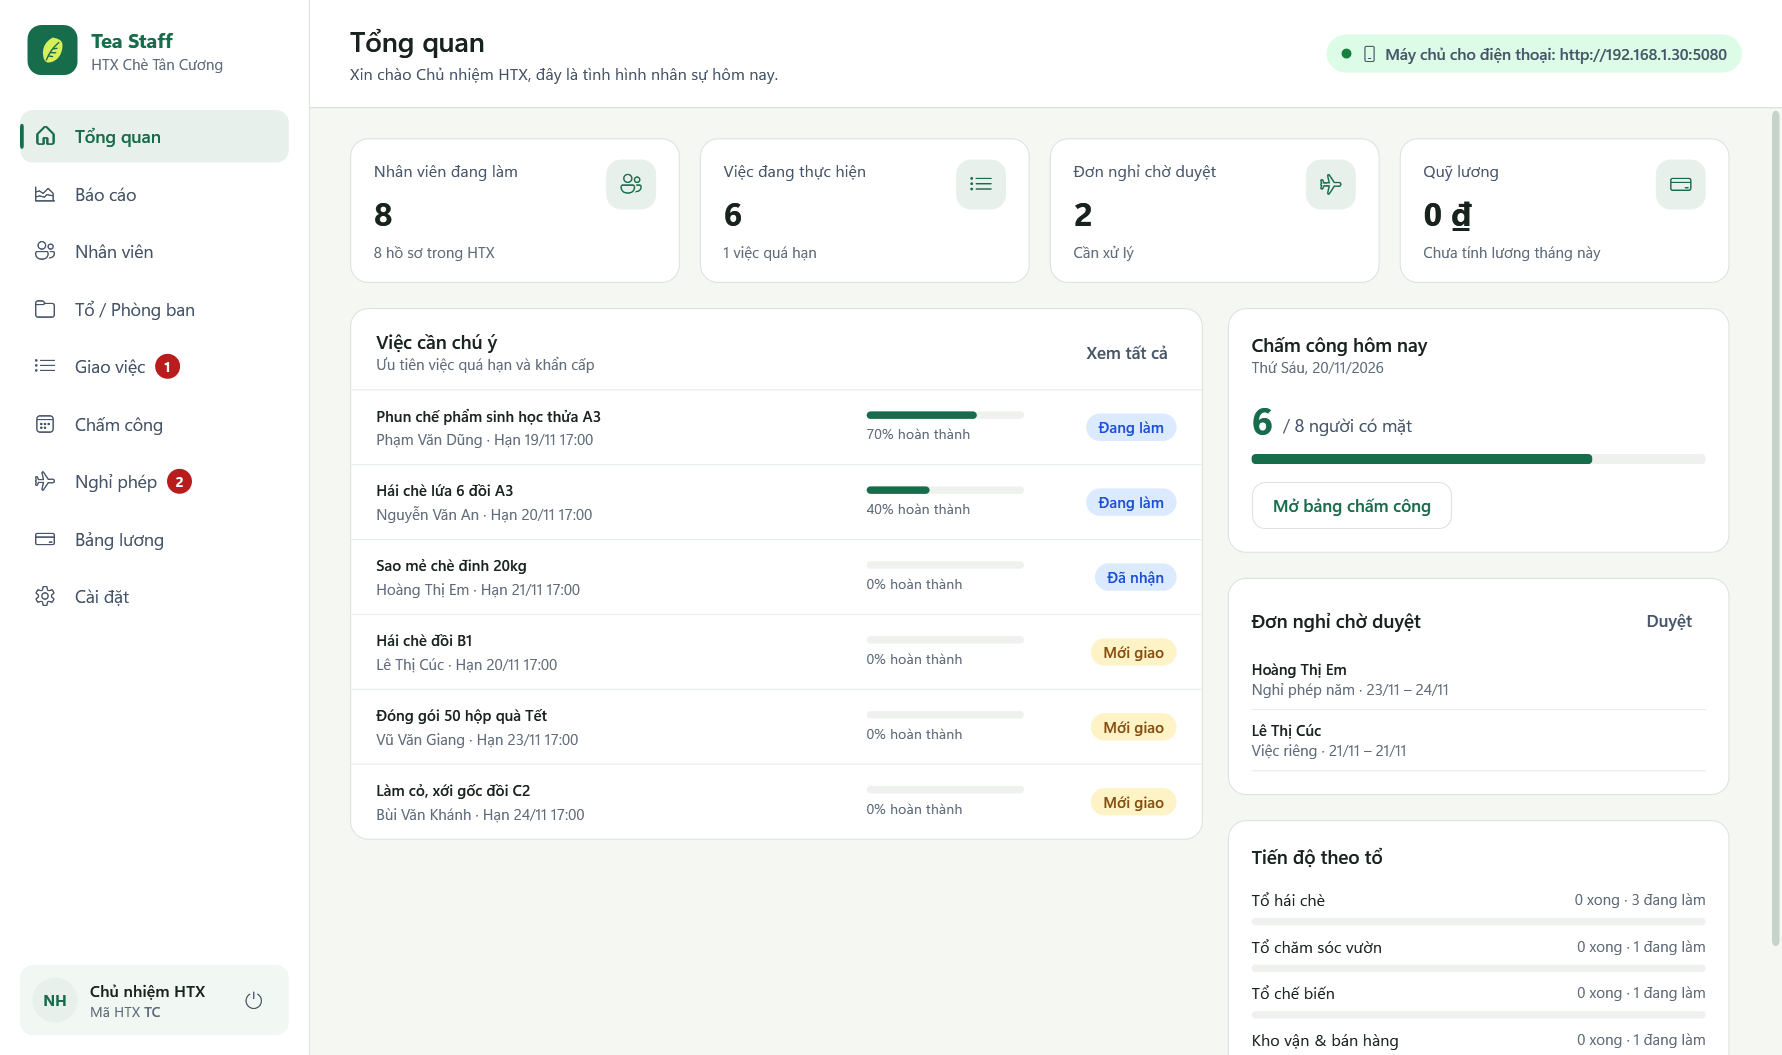 Tea Staff
HTX Chè Tân Cương
Tổng quan
Báo cáo
Nhân viên
Tổ / Phòng ban
Giao việc 1
Chấm công
Nghỉ phép 2
Bảng lương
Cài đặt
NH
Chủ nhiệm HTX
Mã HTX TC
Tổng quan
Xin chào Chủ nhiệm HTX, đây là tình hình nhân sự hôm nay.
Máy chủ cho điện thoại: http://192.168.1.30:5080
Nhân viên đang làm
8
8 hồ sơ trong HTX
Việc đang thực hiện
6
1 việc quá hạn
Đơn nghỉ chờ duyệt
2
Cần xử lý
Quỹ lương
0 ₫
Chưa tính lương tháng này
Việc cần chú ý
Ưu tiên việc quá hạn và khẩn cấp
Xem tất cả
Phun chế phẩm sinh học thửa A3
Phạm Văn Dũng · Hạn 19/11 17:00
70% hoàn thành
Đang làm
Hái chè lứa 6 đồi A3
Nguyễn Văn An · Hạn 20/11 17:00
40% hoàn thành
Đang làm
Sao mẻ chè đinh 20kg
Hoàng Thị Em · Hạn 21/11 17:00
0% hoàn thành
Đã nhận
Hái chè đồi B1
Lê Thị Cúc · Hạn 20/11 17:00
0% hoàn thành
Mới giao
Đóng gói 50 hộp quà Tết
Vũ Văn Giang · Hạn 23/11 17:00
0% hoàn thành
Mới giao
Làm cỏ, xới gốc đồi C2
Bùi Văn Khánh · Hạn 24/11 17:00
0% hoàn thành
Mới giao
Chấm công hôm nay
Thứ Sáu, 20/11/2026
6 / 8 người có mặt
Mở bảng chấm công
Đơn nghỉ chờ duyệt
Duyệt
Hoàng Thị Em
Nghỉ phép năm · 23/11 – 24/11
Lê Thị Cúc
Việc riêng · 21/11 – 21/11
Tiến độ theo tổ
Tổ hái chè
0 xong · 3 đang làm
Tổ chăm sóc vườn
0 xong · 1 đang làm
Tổ chế biến
0 xong · 1 đang làm
Kho vận & bán hàng
0 xong · 1 đang làm